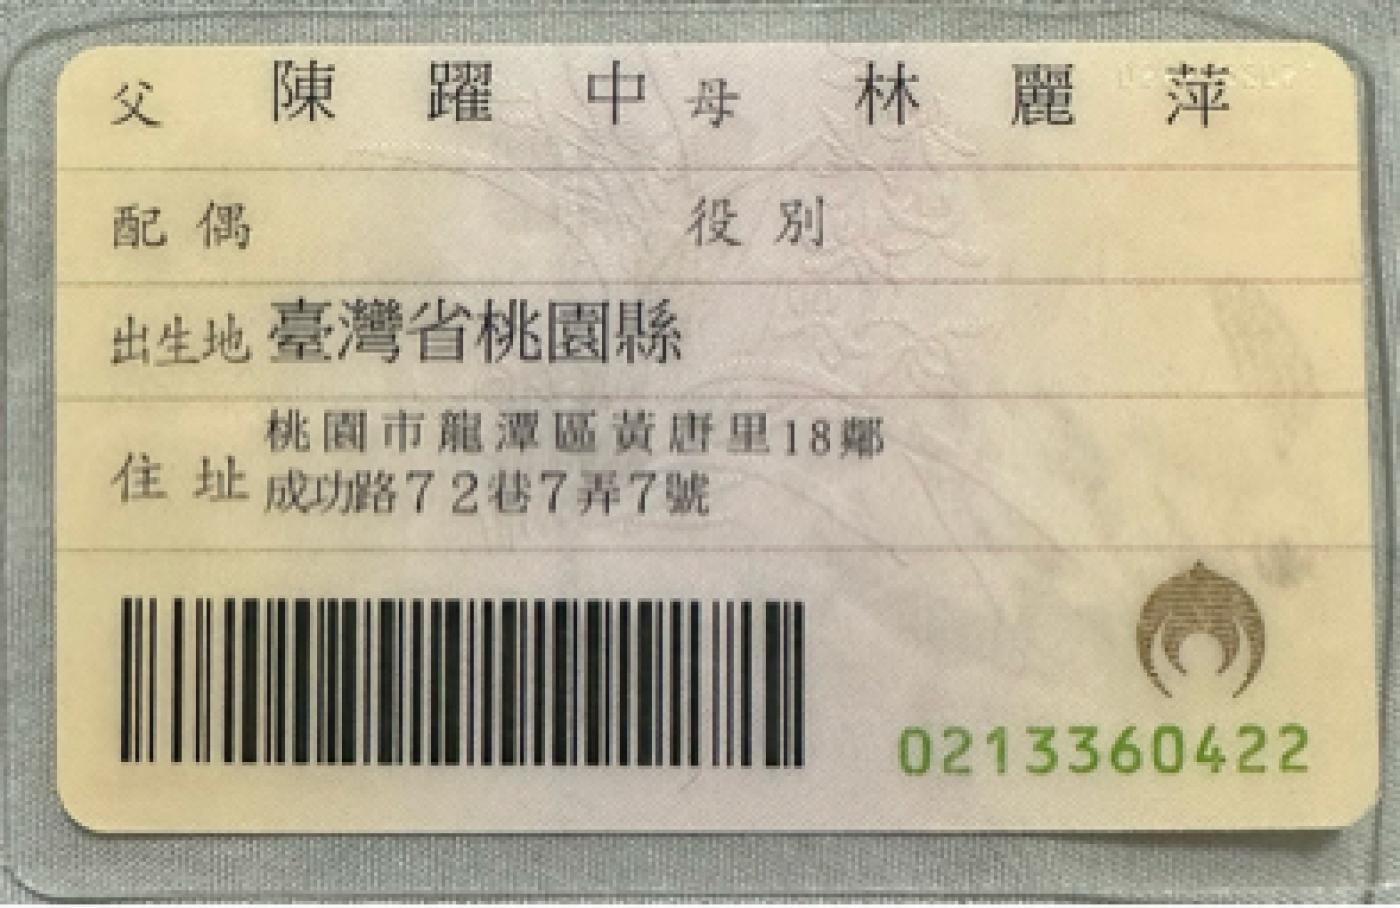 父 陳躍中 母 林麗萍
配偶 役別
出生地 臺灣省桃園縣
住址 桃園市龍潭區黃唐里18鄰
成功路72巷7弄7號
0213360422